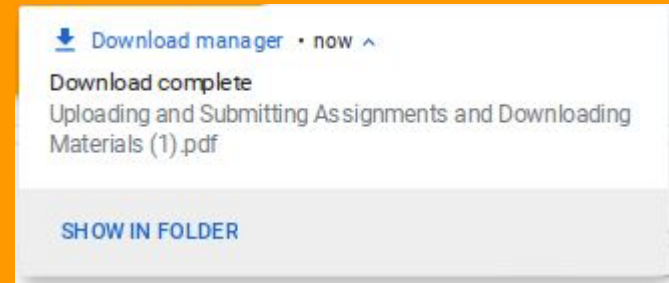 Download manager • now
Download complete
Uploading and Submitting Assignments and Downloading
Materials (1).pdf
SHOW IN FOLDER